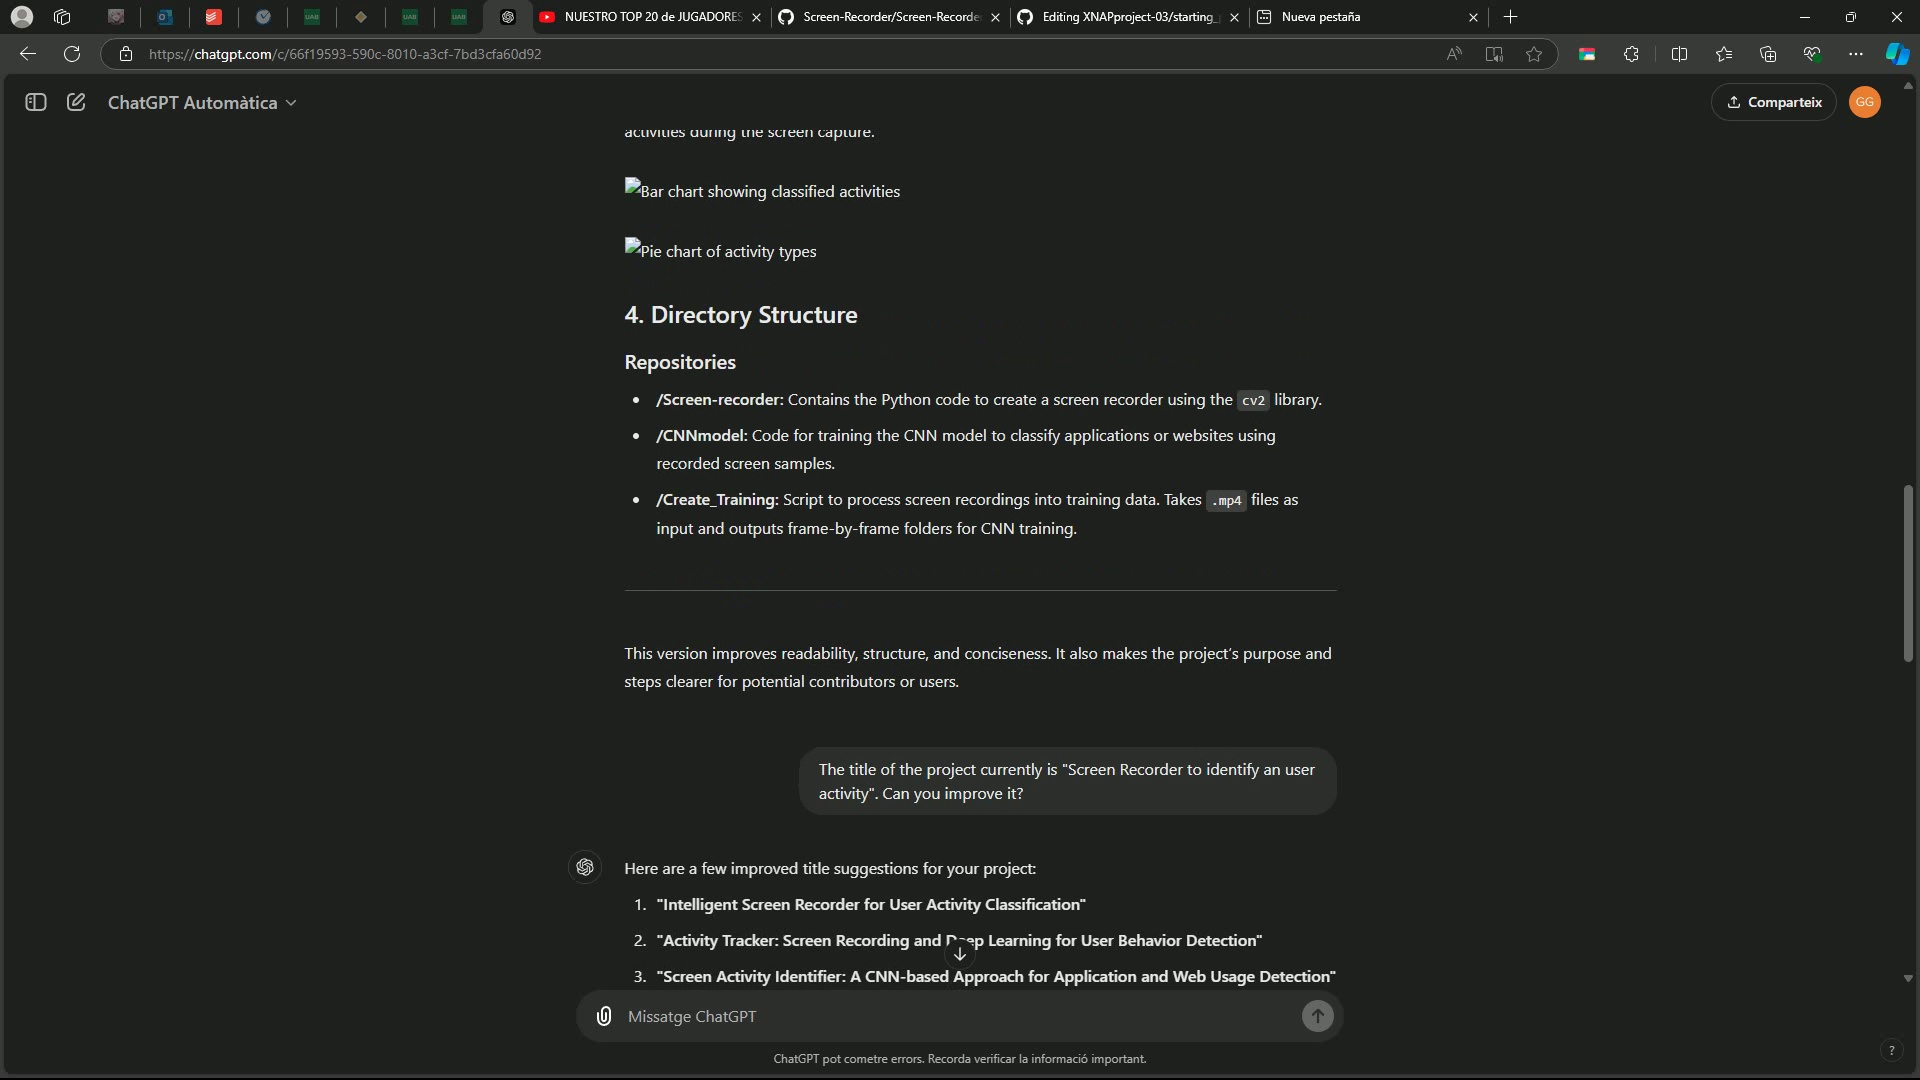 NUESTRO TOP 20 de JUGADORES
Screen-Recorder/Screen-Recorde
Editing XNAPproject-03/starting_
Nueva pestaña
https://chatgpt.com/c/66f19593-590c-8010-a3cf-7bd3cfa60d92
ChatGPT Automàtica
Comparteix
GG
activities during the screen capture.
Bar chart showing classified activities
Pie chart of activity types
4. Directory Structure
Repositories
• /Screen-recorder: Contains the Python code to create a screen recorder using the cv2 library.
• /CNNmodel: Code for training the CNN model to classify applications or websites using
recorded screen samples.
• /Create_Training: Script to process screen recordings into training data. Takes .mp4 files as
input and outputs frame-by-frame folders for CNN training.
This version improves readability, structure, and conciseness. It also makes the project's purpose and
steps clearer for potential contributors or users.
The title of the project currently is "Screen Recorder to identify an user
activity". Can you improve it?
Here are a few improved title suggestions for your project:
1. "Intelligent Screen Recorder for User Activity Classification"
2. "Activity Tracker: Screen Recording and Deep Learning for User Behavior Detection"
3. "Screen Activity Identifier: A CNN-based Approach for Application and Web Usage Detection"
Missatge ChatGPT
ChatGPT pot cometre errors. Recorda verificar la informació important.
?